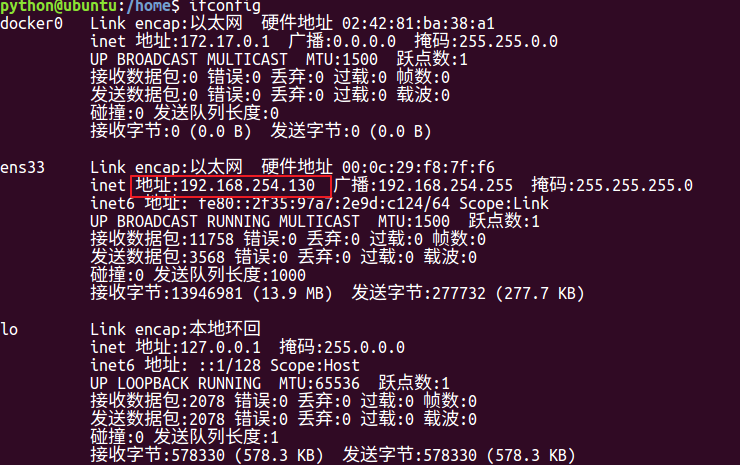 python@ubuntu:/home$ ifconfig
docker0 Link encap:以太网 硬件地址 02:42:81:ba:38:a1
inet 地址:172.17.0.1 广播:0.0.0.0 掩码:255.255.0.0
UP BROADCAST MULTICAST MTU:1500 跃点数:1
接收数据包:0 错误:0 丢弃:0 过载:0 帧数:0
发送数据包:0 错误:0 丢弃:0 过载:0 载波:0
碰撞:0 发送队列长度:0
接收字节:0 (0.0 B) 发送字节:0 (0.0 B)
ens33 Link encap:以太网 硬件地址 00:0c:29:f8:7f:f6
inet 地址:192.168.254.130 广播:192.168.254.255 掩码:255.255.255.0
inet6 地址: fe80::2f35:97a7:2e9d:c124/64 Scope:Link
UP BROADCAST RUNNING MULTICAST MTU:1500 跃点数:1
接收数据包:11758 错误:0 丢弃:0 过载:0 帧数:0
发送数据包:3568 错误:0 丢弃:0 过载:0 载波:0
碰撞:0 发送队列长度:1000
接收字节:13946981 (13.9 MB) 发送字节:277732 (277.7 KB)
lo Link encap:本地环回
inet 地址:127.0.0.1 掩码:255.0.0.0
inet6 地址: ::1/128 Scope:Host
UP LOOPBACK RUNNING MTU:65536 跃点数:1
接收数据包:2078 错误:0 丢弃:0 过载:0 帧数:0
发送数据包:2078 错误:0 丢弃:0 过载:0 载波:0
碰撞:0 发送队列长度:1
接收字节:578330 (578.3 KB) 发送字节:578330 (578.3 KB)